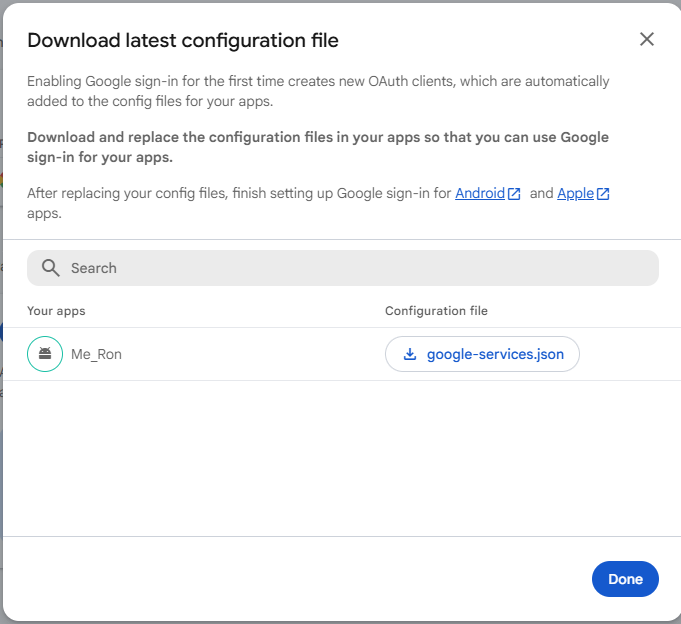 Download latest configuration file
Enabling Google sign-in for the first time creates new OAuth clients, which are automatically
added to the config files for your apps.
Download and replace the configuration files in your apps so that you can use Google
sign-in for your apps.
After replacing your config files, finish setting up Google sign-in for Android and Apple
apps.
Search
Your apps Configuration file
Me_Ron google-services.json
Done